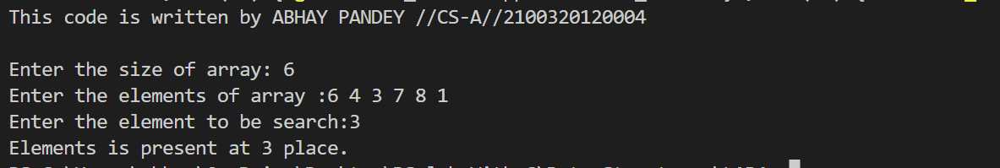 This code is written by ABHAY PANDEY //CS-A//2100320120004
Enter the size of array: 6
Enter the elements of array :6 4 3 7 8 1
Enter the element to be search:3
Elements is present at 3 place.